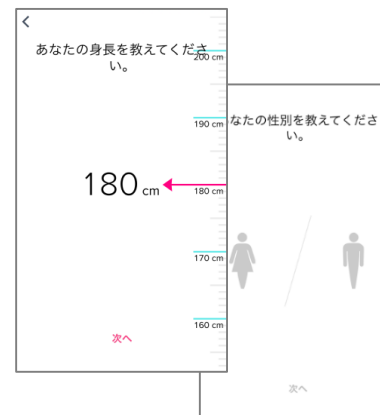 あなたの身長を教えてくださ
い。
200 cm
190 cm
180 cm
180 cm
170 cm
160 cm
次へ
なたの性別を教えてくださ
い。
次へ